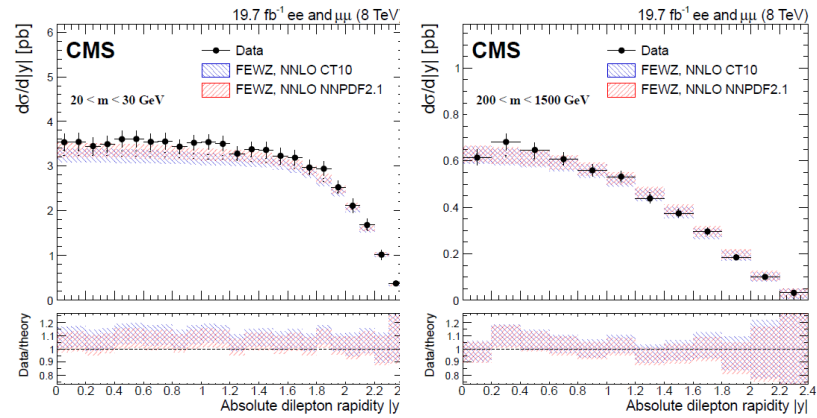 19.7 fb⁻¹ ee and μμ (8 TeV)
CMS
Data
FEWZ, NNLO CT10
FEWZ, NNLO NNPDF2.1
20 < m < 30 GeV
dσ/d|y| [pb]
6
5
4
3
2
1
0
Data/theory
1.2
1.1
1
0.9
0.8
0 0.2 0.4 0.6 0.8 1 1.2 1.4 1.6 1.8 2 2.2 2.4
Absolute dilepton rapidity |y|
19.7 fb⁻¹ ee and μμ (8 TeV)
CMS
Data
FEWZ, NNLO CT10
FEWZ, NNLO NNPDF2.1
200 < m < 1500 GeV
dσ/d|y| [pb]
1
0.8
0.6
0.4
0.2
0
Data/theory
1.2
1.1
1
0.9
0.8
0 0.2 0.4 0.6 0.8 1 1.2 1.4 1.6 1.8 2 2.2 2.4
Absolute dilepton rapidity |y|